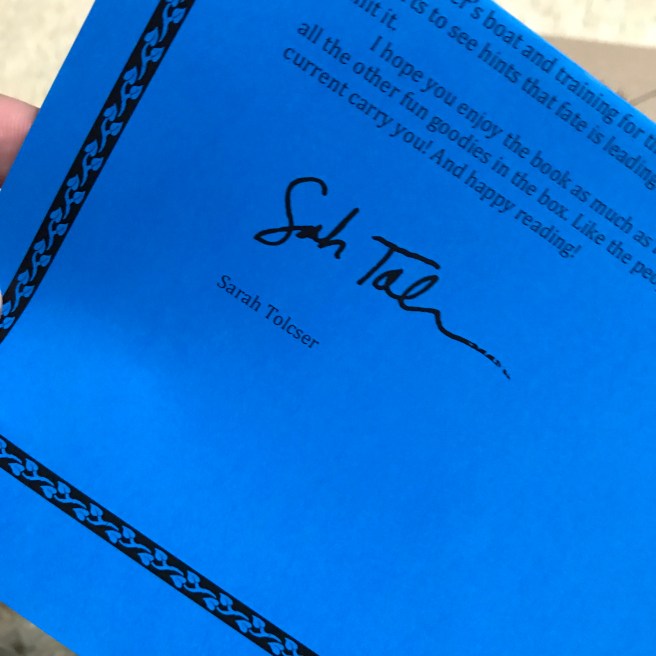 boat and training for
to see hints that fate is leading
it.
I hope you enjoy the book as much as
all the other fun goodies in the box. Like the
current carry you! And happy reading!
Sarah Tolcser